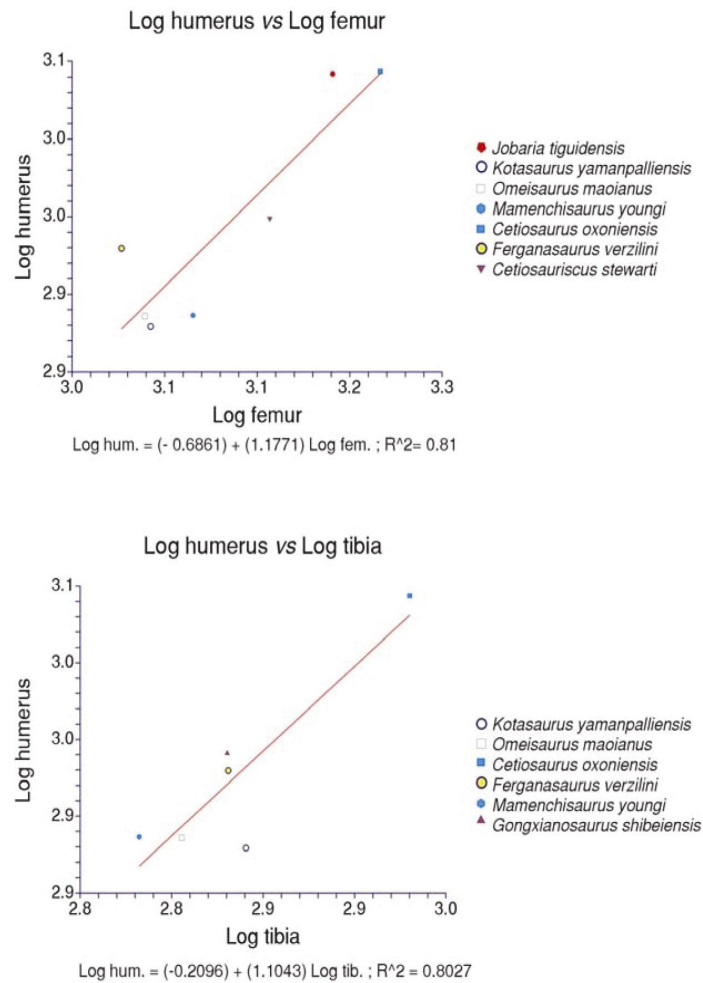 Log humerus vs Log femur
3.1
3.0
3.0
2.9
2.9
Log humerus
3.0 3.1 3.1 3.2 3.3
Log femur
Jobaria tiguidensis
Kotasaurus yamanpalliensis
Omeisaurus maoianus
Mamenchisaurus youngi
Cetiosaurus oxoniensis
Ferganasaurus verzilini
Cetiosauriscus stewarti
Log hum. = (- 0.6861) + (1.1771) Log fem. ; R^2= 0.81
Log humerus vs Log tibia
3.1
3.0
3.0
2.9
2.9
Log humerus
2.8 2.8 2.9 2.9 3.0
Log tibia
Kotasaurus yamanpalliensis
Omeisaurus maoianus
Cetiosaurus oxoniensis
Ferganasaurus verzilini
Mamenchisaurus youngi
Gongxianosaurus shibeiensis
Log hum. = (-0.2096) + (1.1043) Log tib. ; R^2 = 0.8027